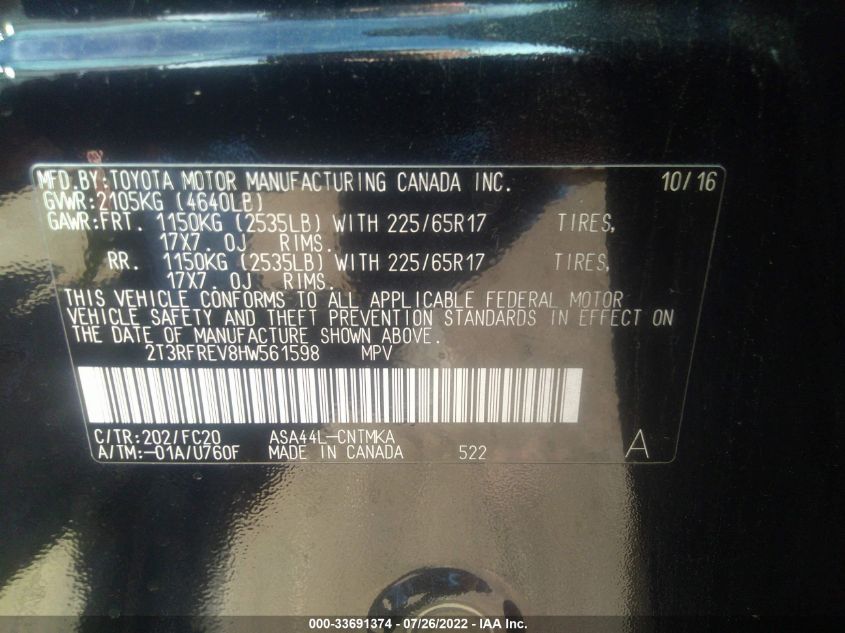 MFD.BY:TOYOTA MOTOR MANUFACTURING CANADA INC. 10/16
GVWR:2105KG (4640LB)
GAWR:FRT. 1150KG (2535LB) WITH 225/65R17 TIRES,
17X7.0J RIMS.
RR. 1150KG (2535LB) WITH 225/65R17 TIRES,
17X7.0J RIMS.
THIS VEHICLE CONFORMS TO ALL APPLICABLE FEDERAL MOTOR
VEHICLE SAFETY AND THEFT PREVENTION STANDARDS IN EFFECT ON
THE DATE OF MANUFACTURE SHOWN ABOVE.
2T3RFREV8HW561598 MPV
C/TR:202/FC20 ASA44L-CNTMKA
A/TM:-01A/U760F MADE IN CANADA 522 A
000-33691374 / 07/26/2022 - IAA Inc.